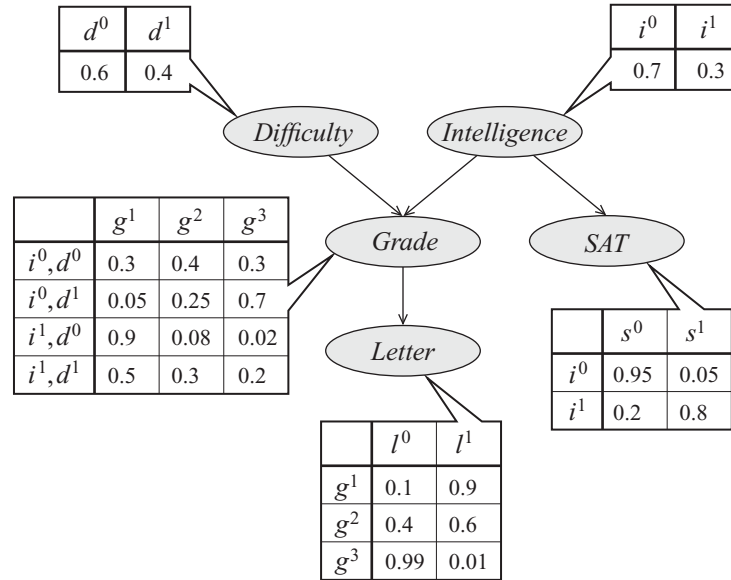 d⁰ d¹
0.6 0.4
i⁰ i¹
0.7 0.3
Difficulty
Intelligence
g¹ g² g³
i⁰,d⁰ 0.3 0.4 0.3
i⁰,d¹ 0.05 0.25 0.7
i¹,d⁰ 0.9 0.08 0.02
i¹,d¹ 0.5 0.3 0.2
Grade
SAT
Letter
s⁰ s¹
i⁰ 0.95 0.05
i¹ 0.2 0.8
l⁰ l¹
g¹ 0.1 0.9
g² 0.4 0.6
g³ 0.99 0.01